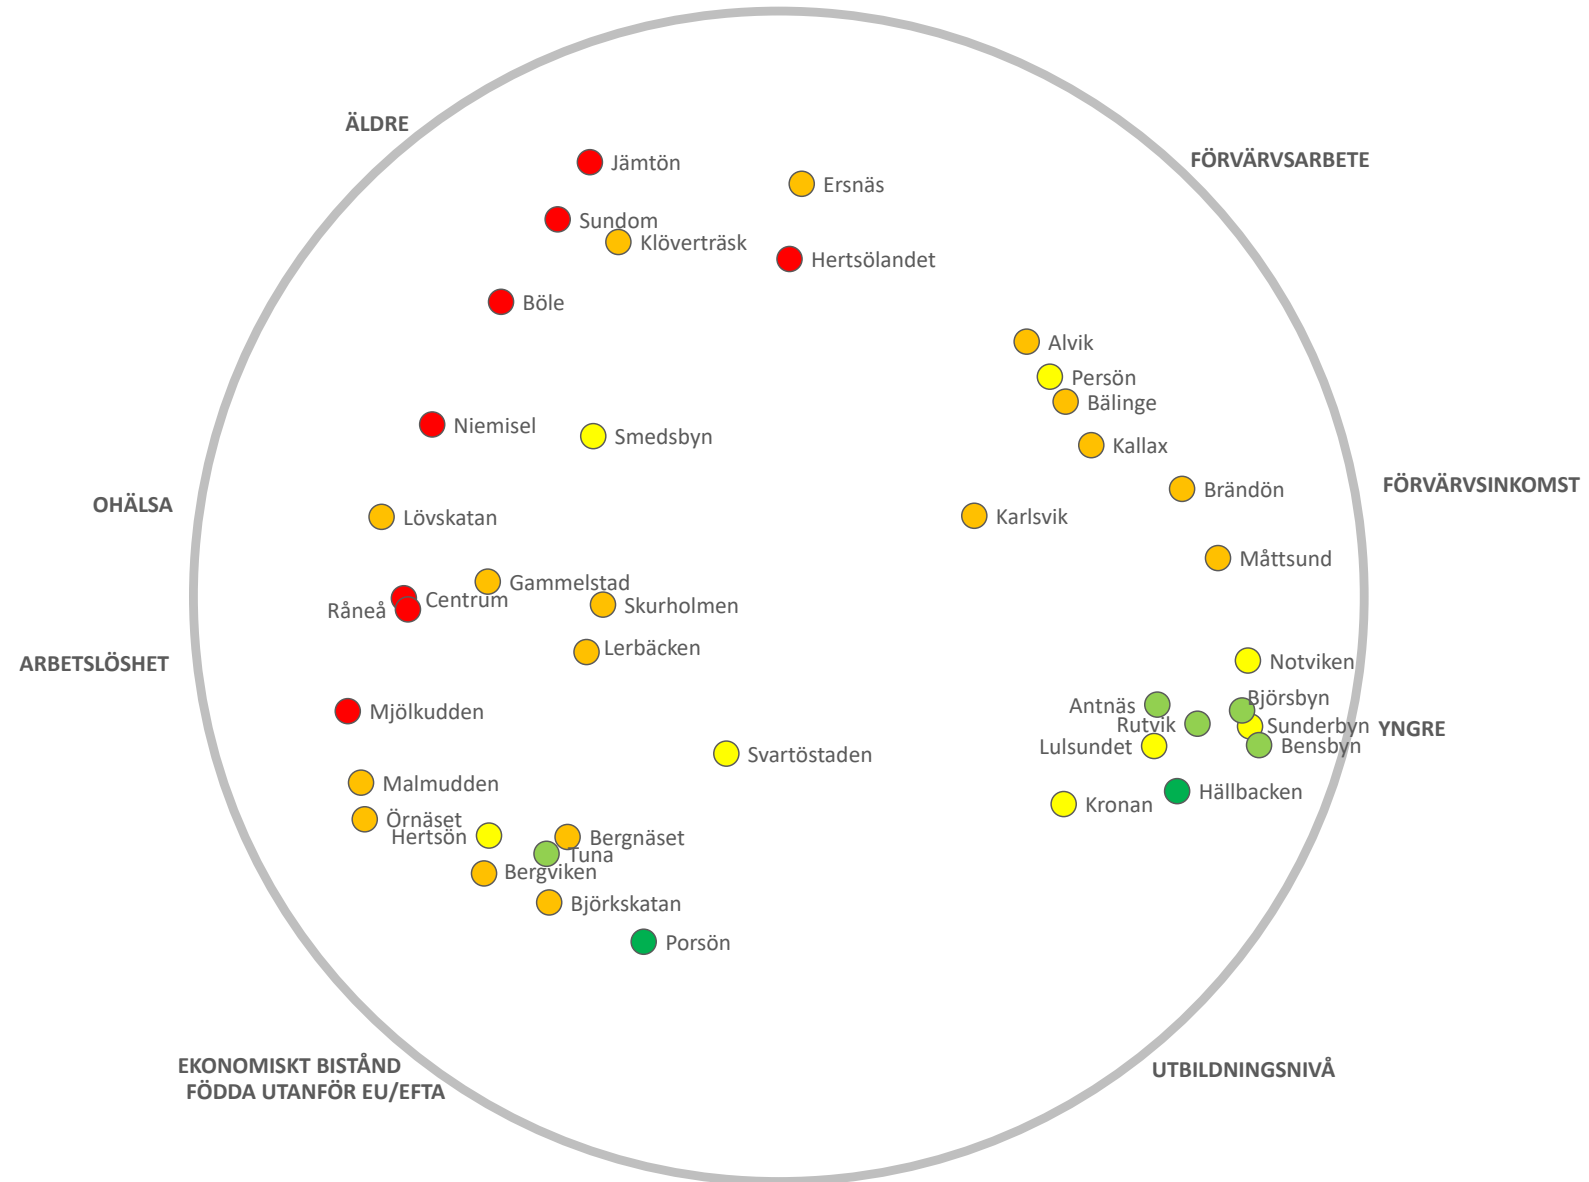 ÄLDRE
FÖRVÄRVSARBETE
Jämtön
Ersnäs
Sundom
Klöverträsk
Hertsölandet
Böle
Alvik
Persön
Bälinge
Niemisel
Smedsbyn
Kallax
FÖRVÄRVSINKOMST
Brändön
OHÄLSA
Lövskatan
Karlsvik
Måttsund
Gammelstad
Centrum
Skurholmen
Råneå
Lerbäcken
ARBETSLÖSHET
Notviken
Björsbyn
Antnäs
Mjölkudden
Rutvik
Sunderbyn
YNGRE
Lulsundet
Bensbyn
Svartöstaden
Malmudden
Hällbacken
Kronan
Örnäset
Hertsön
Bergnäset
Tuna
Bergviken
Björkskatan
Porsön
EKONOMISKT BISTÅND
FÖDDA UTANFÖR EU/EFTA
UTBILDNINGSNIVÅ